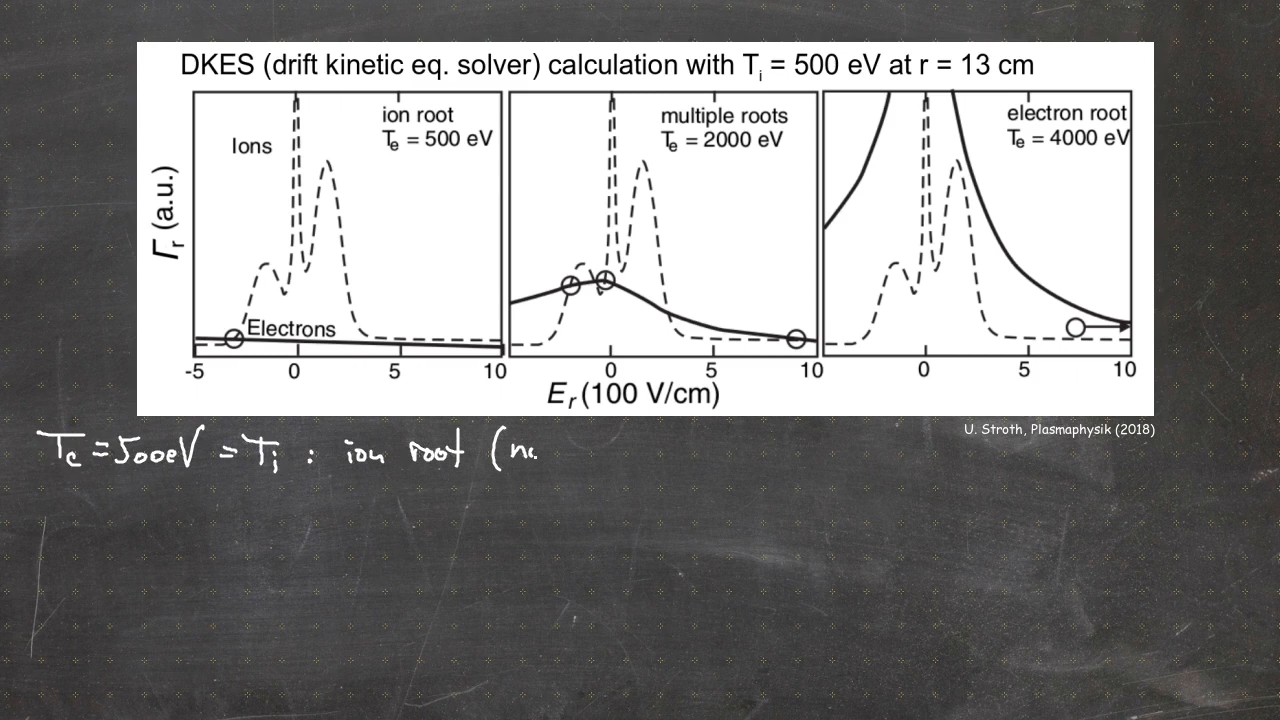 DKES (drift kinetic eq. solver) calculation with Tᵢ = 500 eV at r = 13 cm
ion root
Tₑ = 500 eV
Ions
Electrons
multiple roots
Tₑ = 2000 eV
electron root
Tₑ = 4000 eV
Γᵣ (a.u.)
-5 0 5 10 0 5 10 0 5 10
Eᵣ (100 V/cm)
U. Stroth, Plasmaphysik (2018)
Tₑ = 500eV = Tᵢ : ion root (